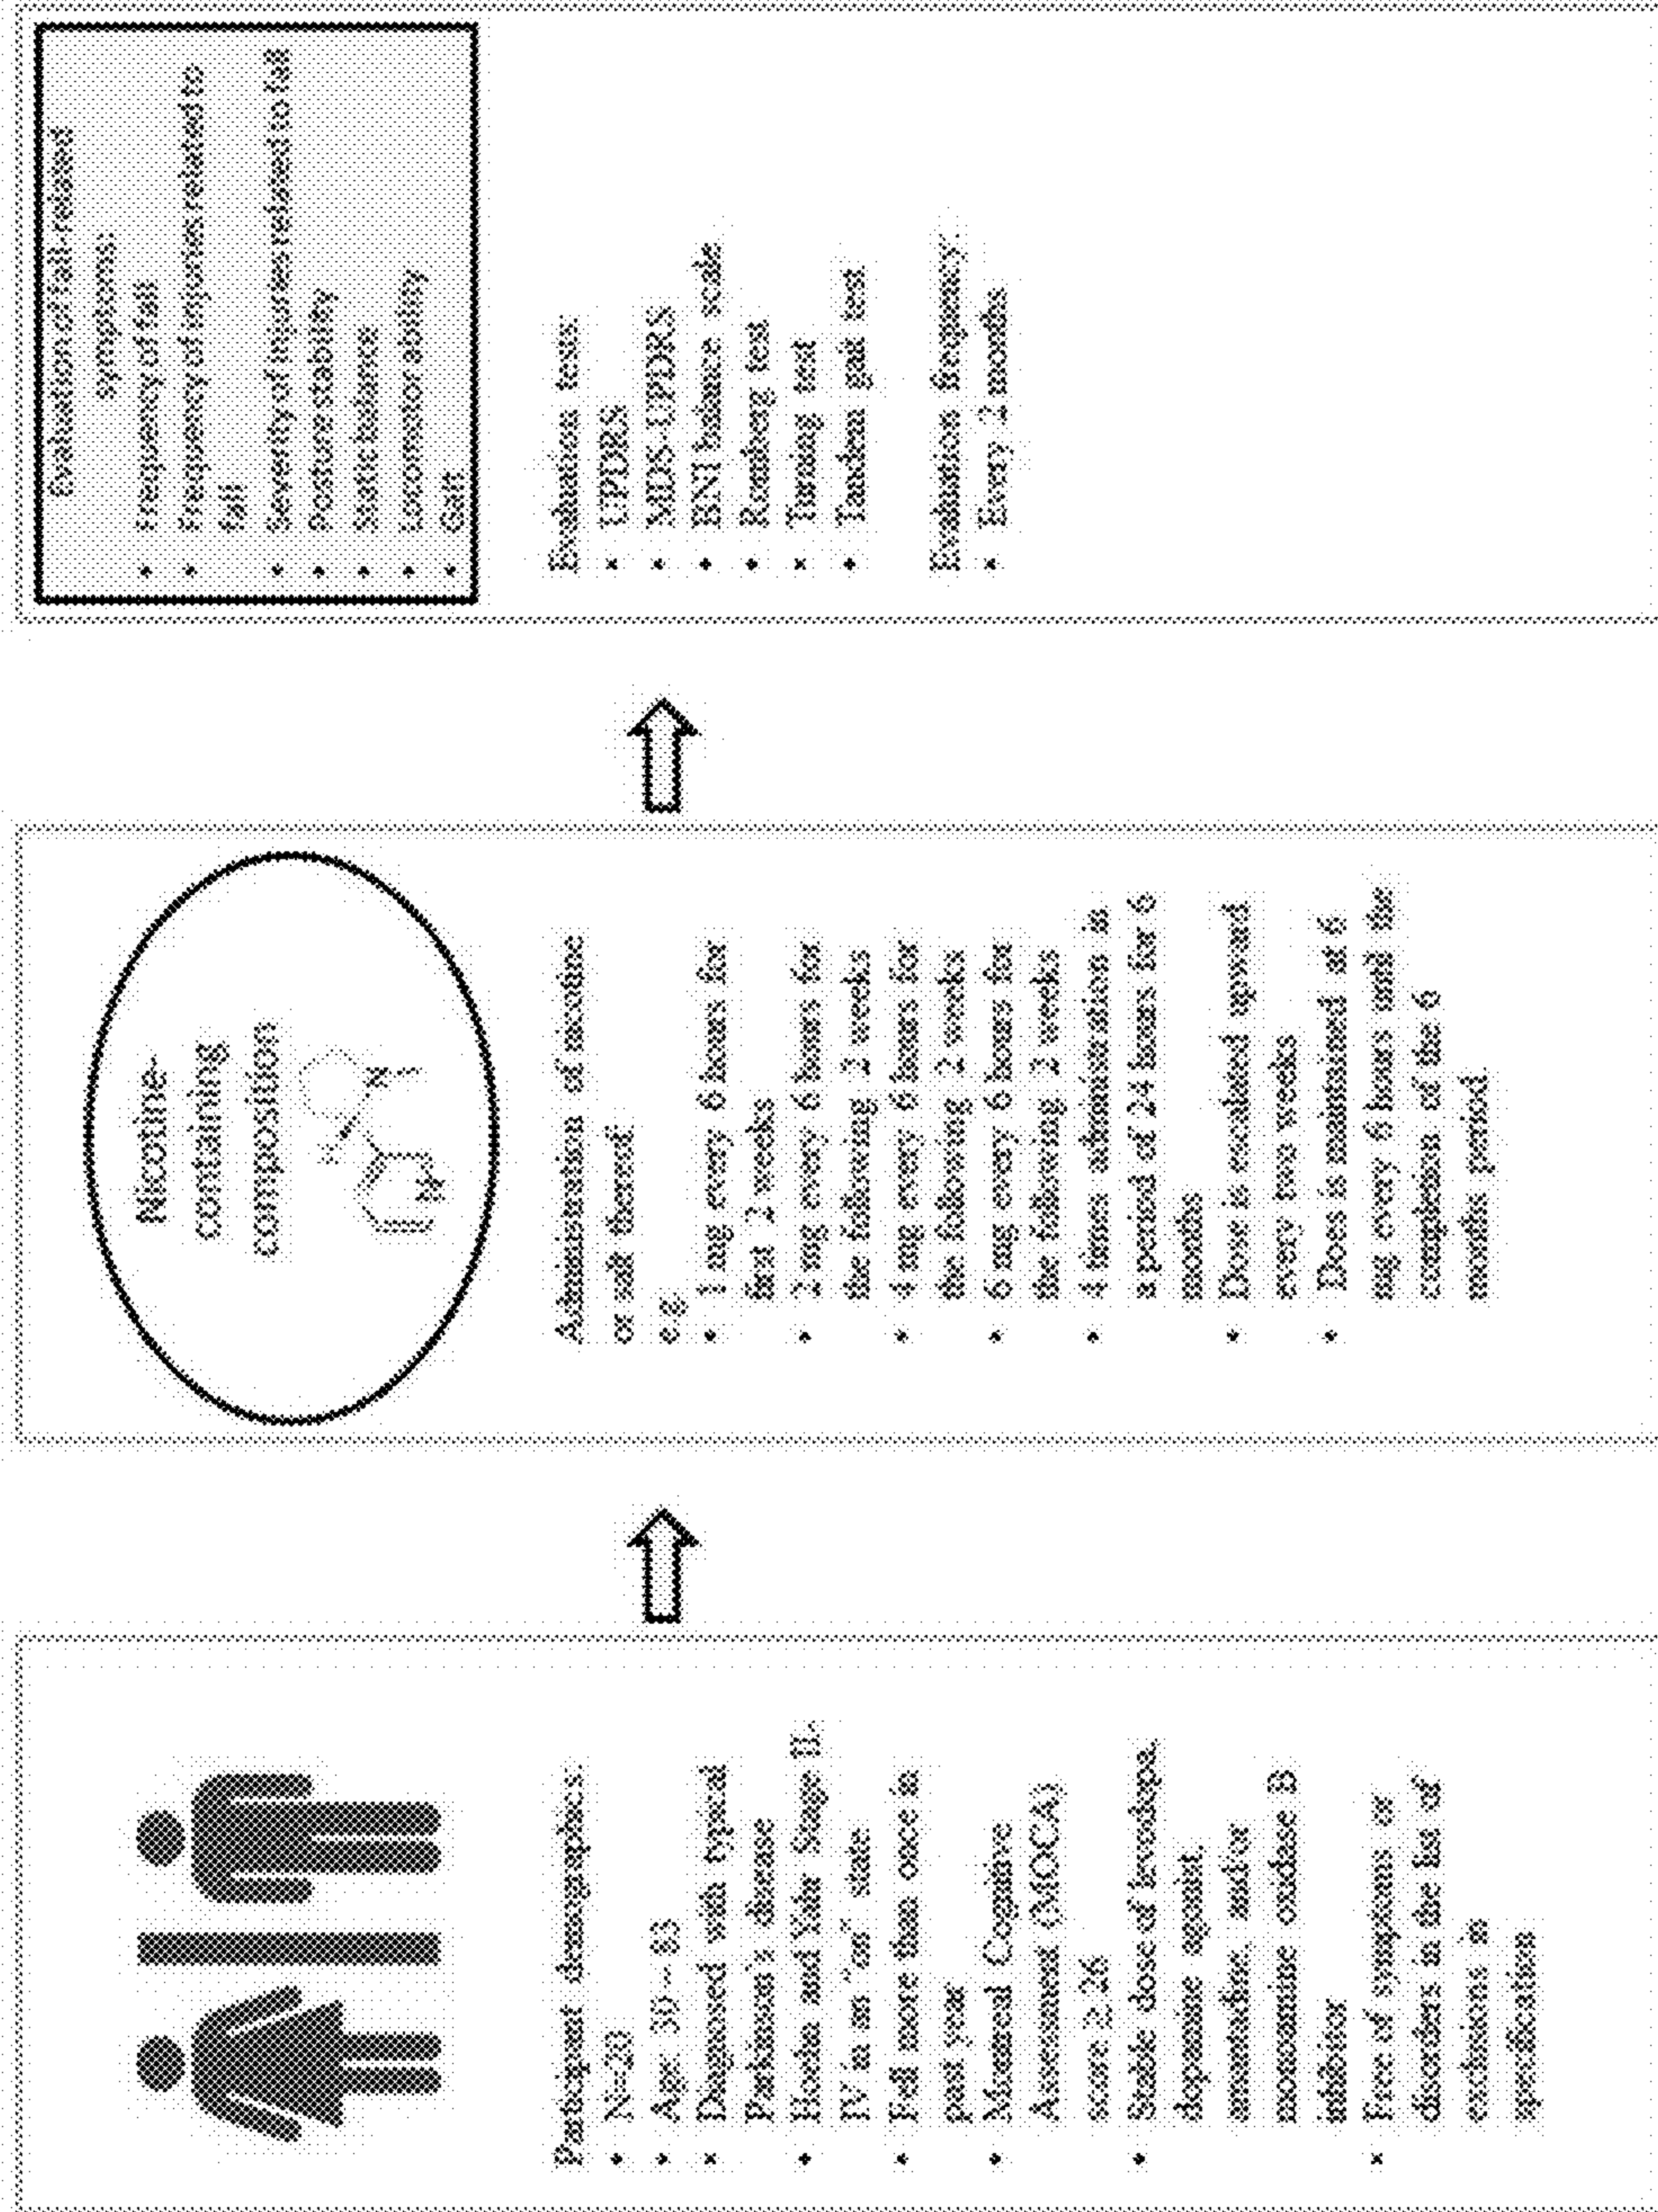 Participant demographics:
• N=20
• Age: 30–83
• Diagnosed with typical
Parkinson's disease
• Hoehn and Yahr Stage II-
IV in an "on" state
• Fell more than once in
past year
• Montreal Cognitive
Assessment (MOCA)
score
• Stable dose of levodopa,
dopamine agonist,
amantadine, and/or
monoamine oxidase B
inhibitor
• Free of symptoms or
disorders in the list of
exclusions in
specification
Nicotine-
containing
composition
H
N
N
Administration of nicotine
or salt thereof
e.g.
• 1 mg every 6 hours for
first 2 weeks
• 2 mg every 6 hours for
the following 2 weeks
• 4 mg every 6 hours for
the following 2 weeks
• 6 mg every 6 hours for
the following 2 weeks
• 4 times administration in
a period of 24 hours for 6
months
• Dose is escalated upward
every two weeks
• Does is maintained at 6
mg every 6 hours until the
completion of the 6
months period.
Evaluation of fall-related
symptoms:
• Frequency of fall
• Frequency of injuries related to
fall
• Severity of injuries related to fall
• Postural stability
• Static balance
• Locomotor ability
• Gait
Evaluation tests:
• UPDRS
• MDS-UPDRS
• BNI balance scale
• Romberg test
• Turning test
• Tandem gait test
Evaluation frequency:
• Every 2 months